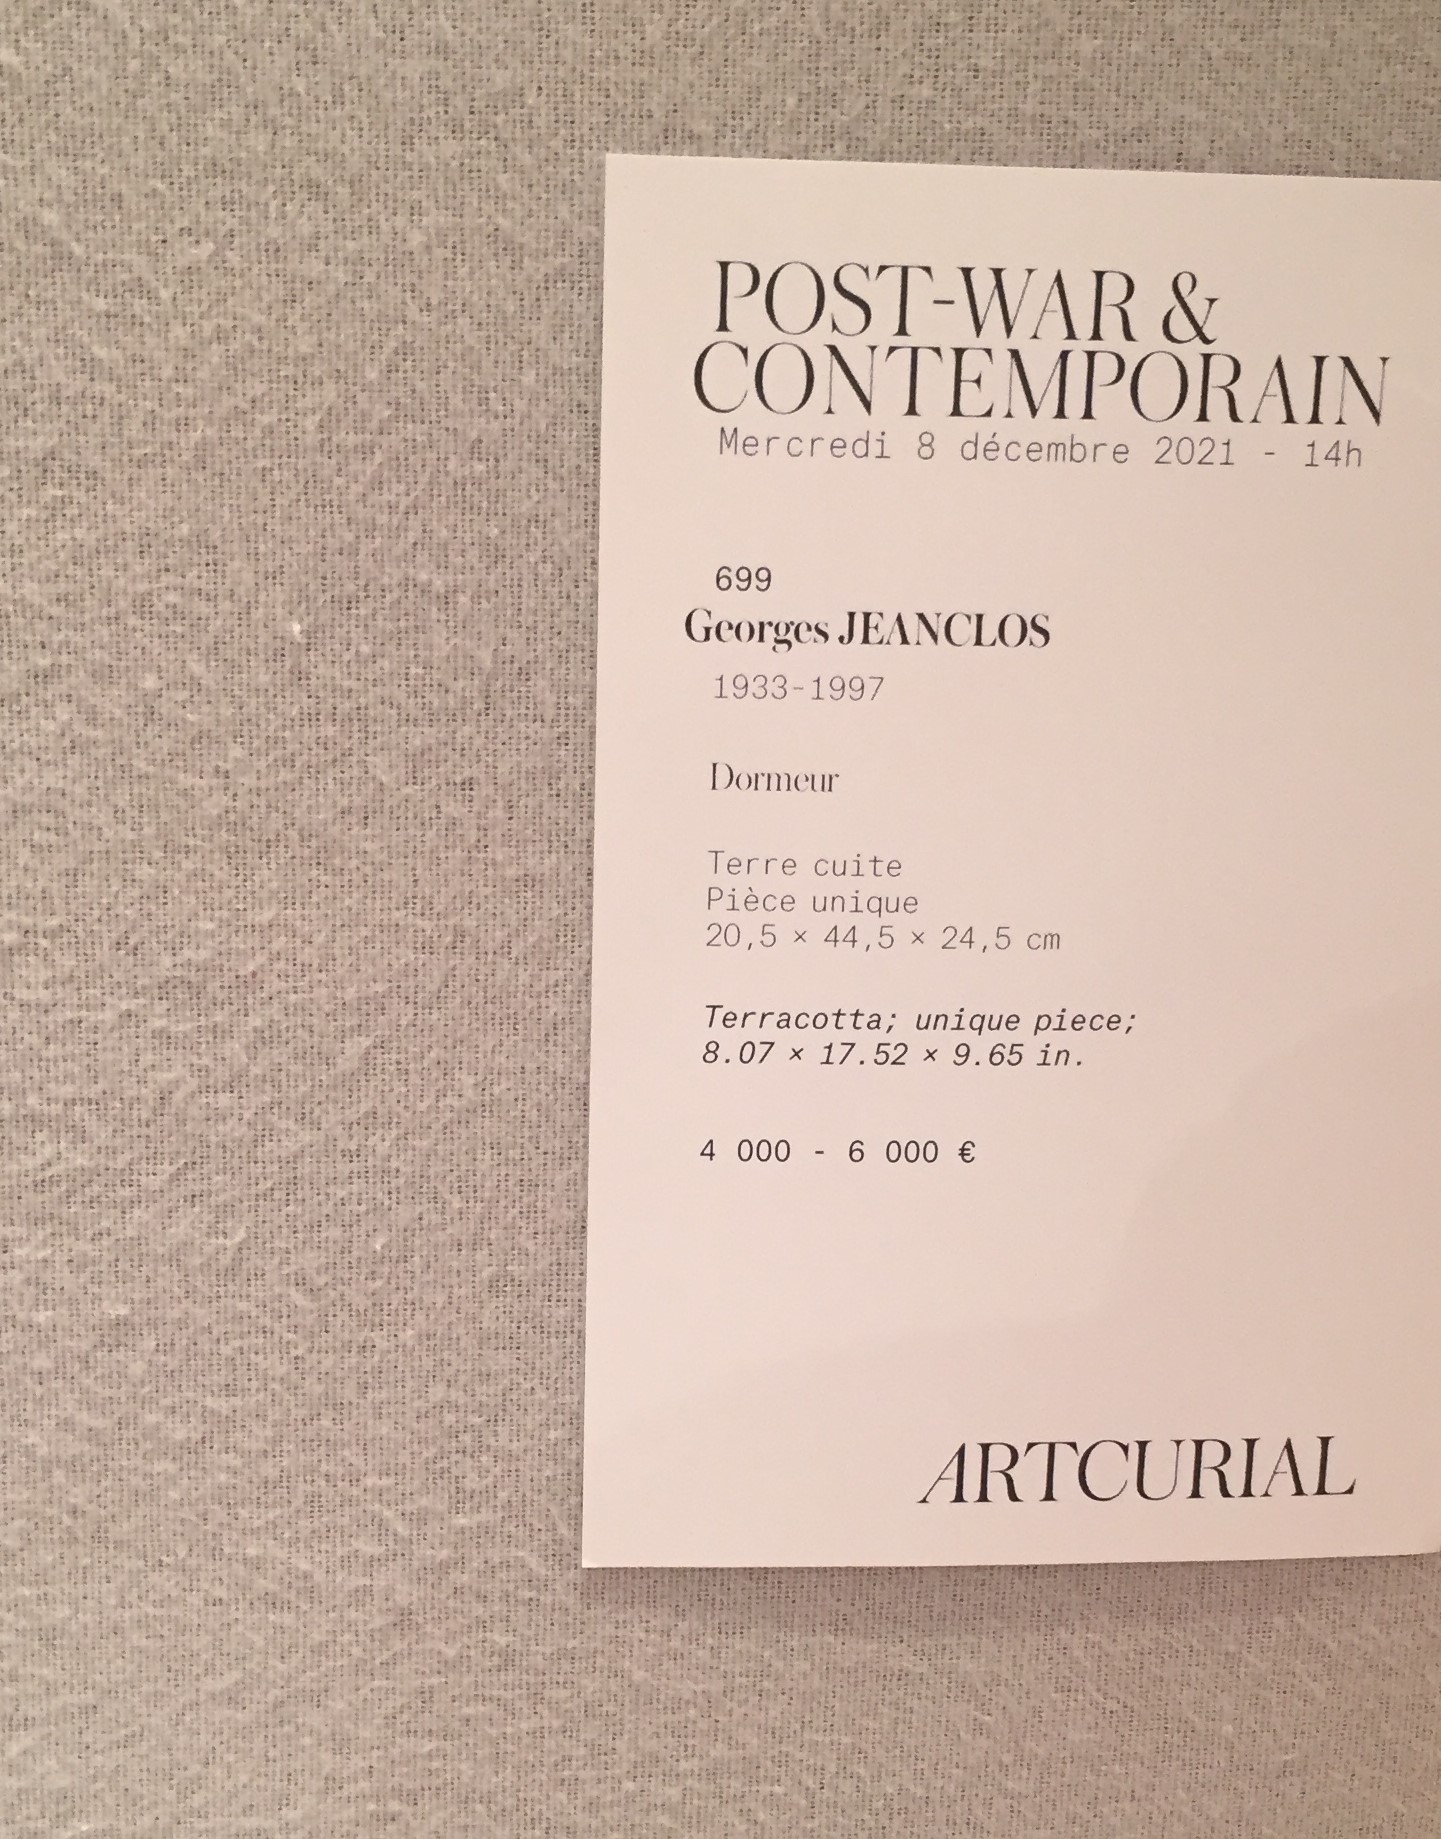 POST-WAR &
CONTEMPORAIN
Mercredi 8 décembre 2021 - 14h
699
Georges JEANCLOS
1933-1997
Dormeur
Terre cuite
Pièce unique
20,5 × 44,5 × 24,5 cm
Terracotta; unique piece;
8.07 × 17.52 × 9.65 in.
4 000 - 6 000 €
ARTCURIAL